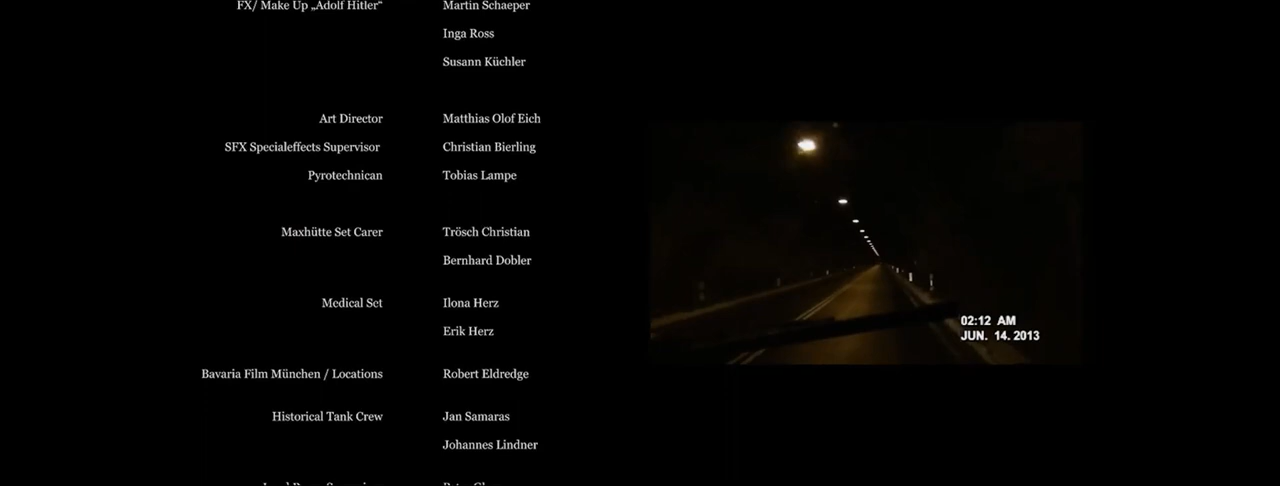 FX/ Make Up „Adolf Hitler“ Martin Schaeper
Inga Ross
Susann Küchler
Art Director Matthias Olof Eich
SFX Specialeffects Supervisor Christian Bierling
Pyrotechnican Tobias Lampe
Maxhütte Set Carer Trösch Christian
Bernhard Dobler
Medical Set Ilona Herz
Erik Herz
Bavaria Film München / Locations Robert Eldredge
Historical Tank Crew Jan Samaras
Johannes Lindner
02:12 AM
JUN. 14. 2013